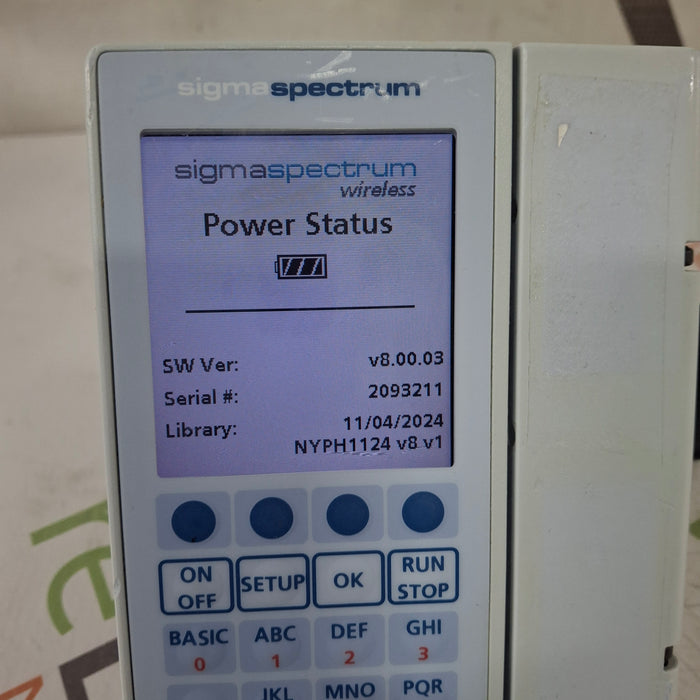 sigmaspectrum
sigmaspectrum
wireless
Power Status
SW Ver: v8.00.03
Serial #: 2093211
Library: 11/04/2024
NYPH1124 v8 v1
ON OFF SETUP OK RUN STOP
BASIC 0 ABC 1 DEF 2 GHI 3
JKL MNO PQR